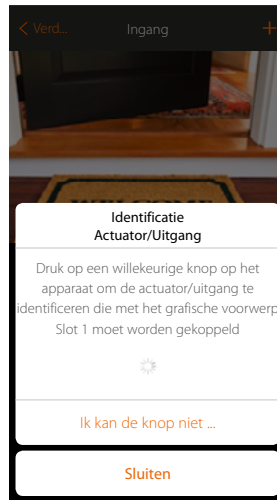 Verd...
Ingang
WELCOME
Identificatie
Actuator/Uitgang
Druk op een willekeurige knop op het
apparaat om de actuator/uitgang te
identificeren die met het grafische voorwerp
Slot 1 moet worden gekoppeld
Ik kan de knop niet ...
Sluiten